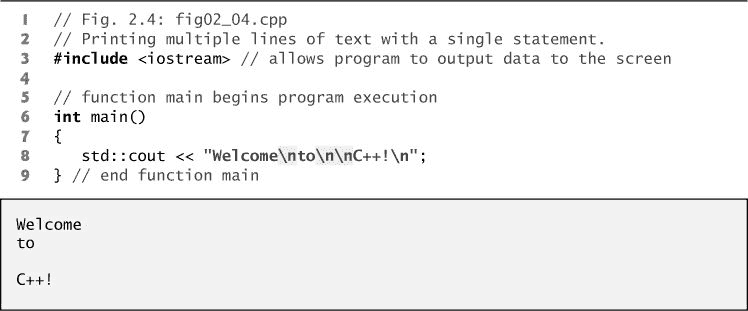 1 // Fig. 2.4: fig02_04.cpp
2 // Printing multiple lines of text with a single statement.
3 #include <iostream> // allows program to output data to the screen
4
5 // function main begins program execution
6 int main()
7 {
8    std::cout << "Welcome\nto\n\nC++!\n";
9 } // end function main
Welcome
to

C++!